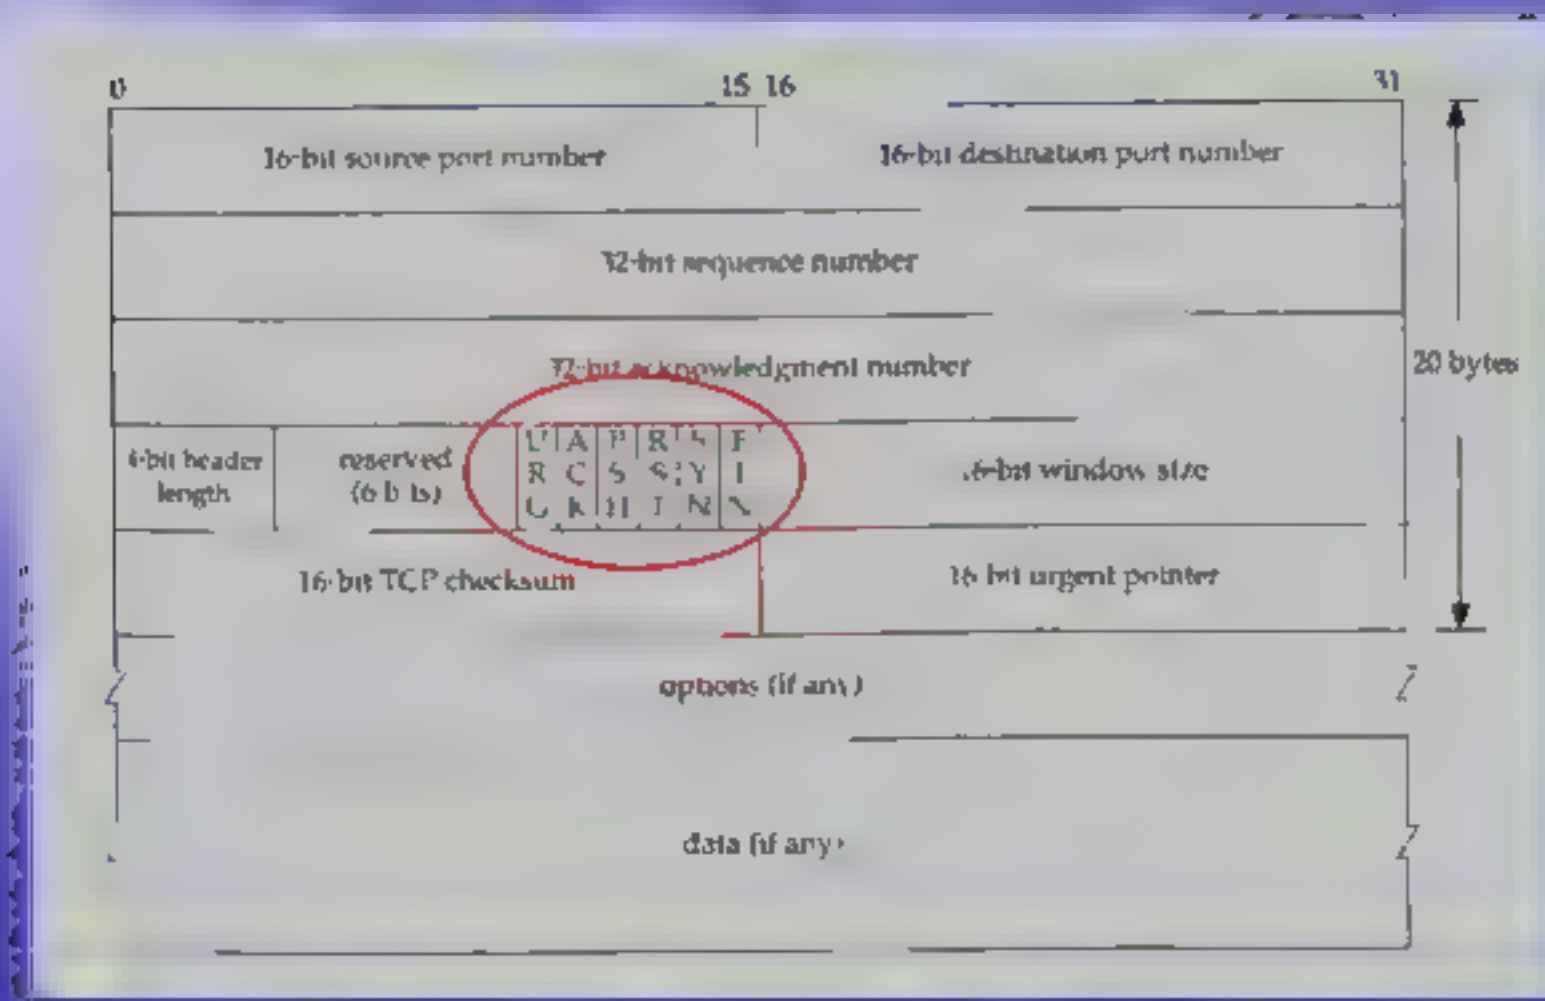 0 15 16 31
16-bit source port number 16-bit destination port number
32-bit sequence number
32-bit acknowledgment number
20 bytes
4-bit header length
reserved (6 bits)
U A P R S F
R C S S Y I
G K H T N N
16-bit window size
16-bit TCP checksum 16-bit urgent pointer
options (if any)
data (if any)